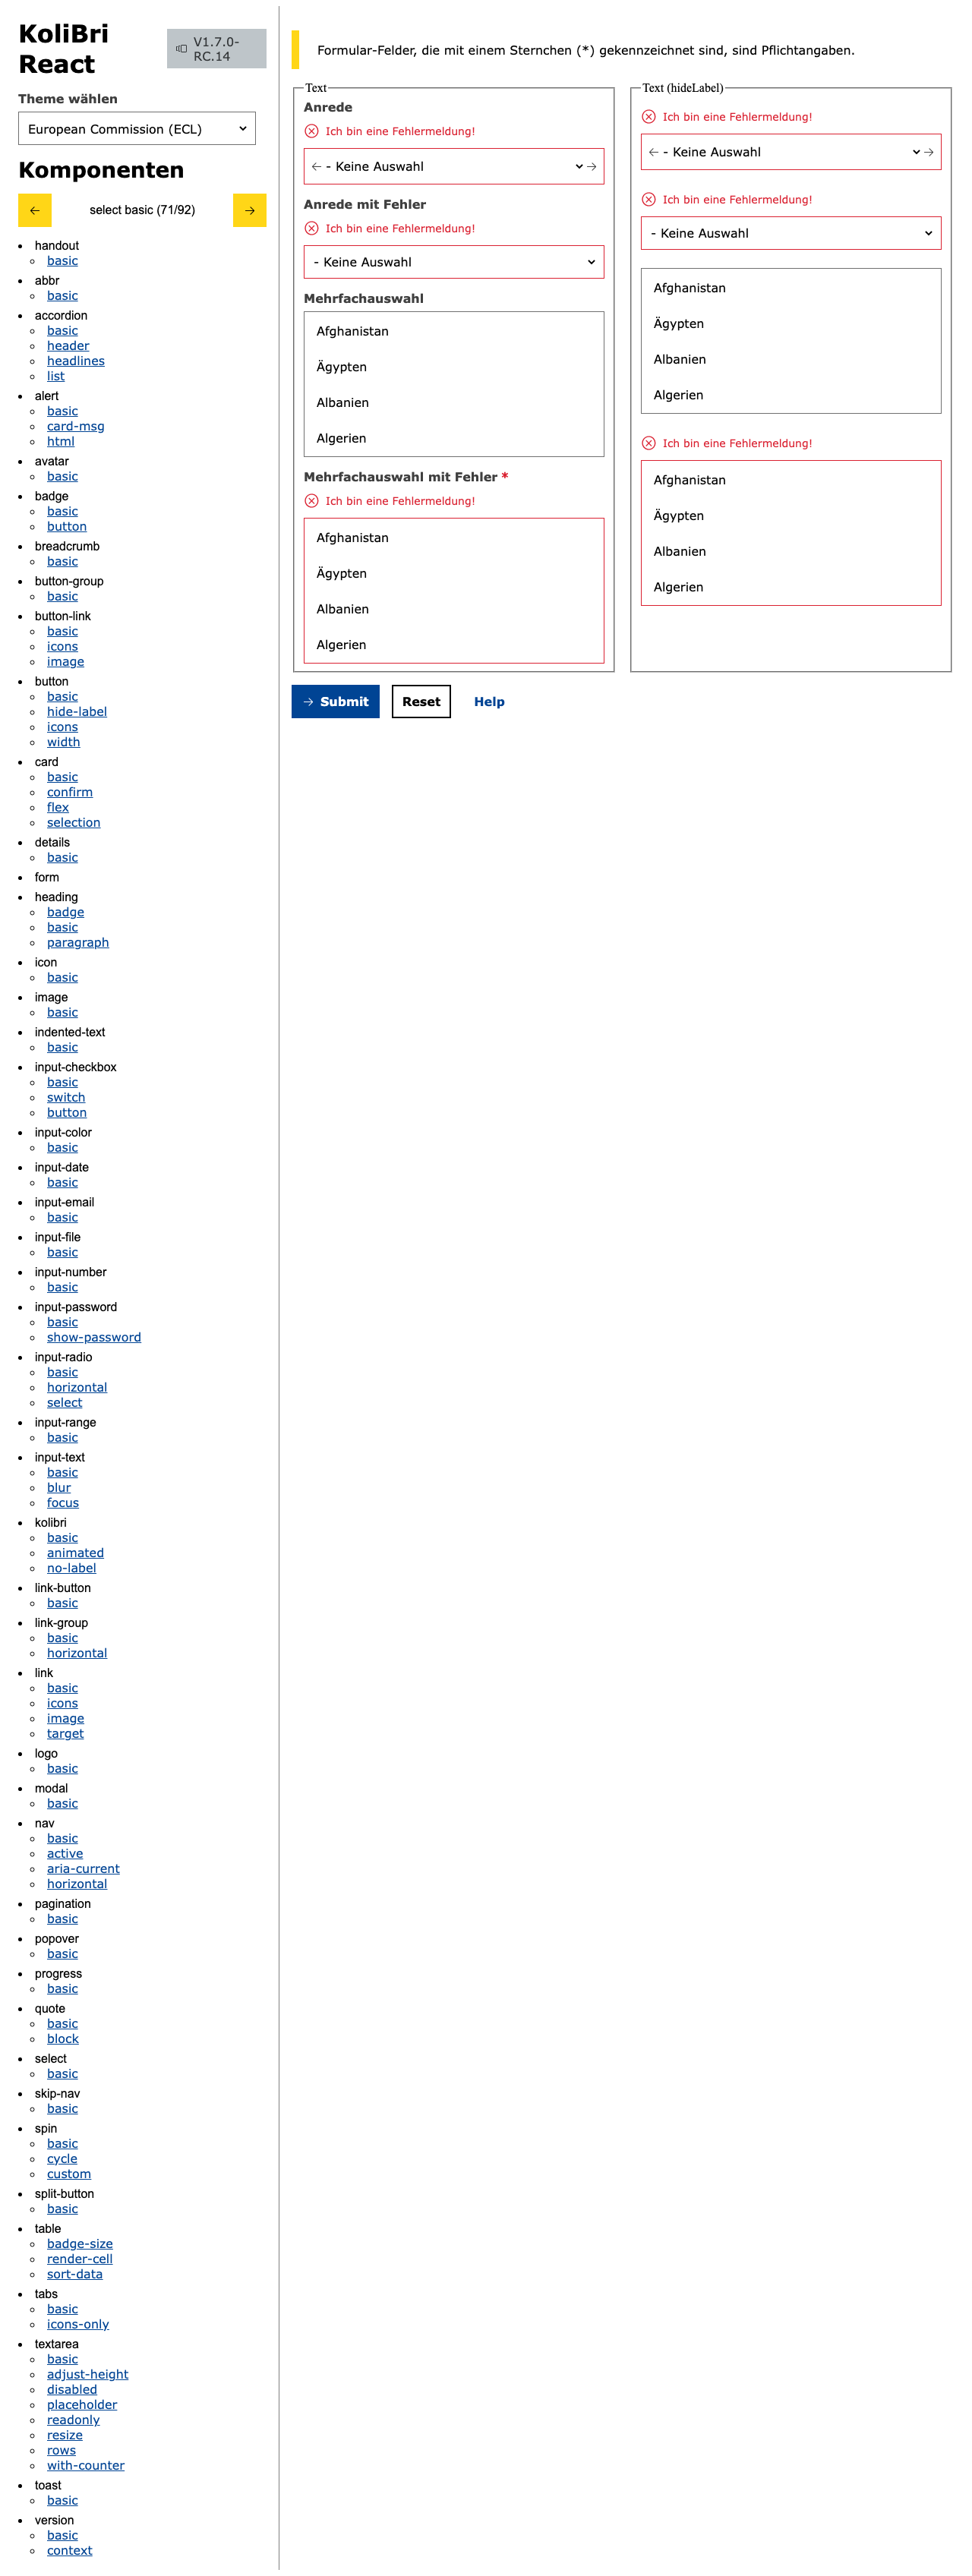 KoliBri
React
V1.7.0-
RC.14
Theme wählen
European Commission (ECL)
Komponenten
select basic (71/92)
handout
basic
abbr
basic
accordion
basic
header
headlines
list
alert
basic
card-msg
html
avatar
basic
badge
basic
button
breadcrumb
basic
button-group
basic
button-link
basic
icons
image
button
basic
hide-label
icons
width
card
basic
confirm
flex
selection
details
basic
form
heading
badge
basic
paragraph
icon
basic
image
basic
indented-text
basic
input-checkbox
basic
switch
button
input-color
basic
input-date
basic
input-email
basic
input-file
basic
input-number
basic
input-password
basic
show-password
input-radio
basic
horizontal
select
input-range
basic
input-text
basic
blur
focus
kolibri
basic
animated
no-label
link-button
basic
link-group
basic
horizontal
link
basic
icons
image
target
logo
basic
modal
basic
nav
basic
active
aria-current
horizontal
pagination
basic
popover
basic
progress
basic
quote
basic
block
select
basic
skip-nav
basic
spin
basic
cycle
custom
split-button
basic
table
badge-size
render-cell
sort-data
tabs
basic
icons-only
textarea
basic
adjust-height
disabled
placeholder
readonly
resize
rows
with-counter
toast
basic
version
basic
context
Formular-Felder, die mit einem Sternchen (*) gekennzeichnet sind, sind Pflichtangaben.
Text
Anrede
Ich bin eine Fehlermeldung!
- Keine Auswahl
Anrede mit Fehler
Ich bin eine Fehlermeldung!
- Keine Auswahl
Mehrfachauswahl
Afghanistan
Ägypten
Albanien
Algerien
Mehrfachauswahl mit Fehler *
Ich bin eine Fehlermeldung!
Afghanistan
Ägypten
Albanien
Algerien
Text (hideLabel)
Ich bin eine Fehlermeldung!
- Keine Auswahl
Ich bin eine Fehlermeldung!
- Keine Auswahl
Afghanistan
Ägypten
Albanien
Algerien
Ich bin eine Fehlermeldung!
Afghanistan
Ägypten
Albanien
Algerien
Submit
Reset
Help